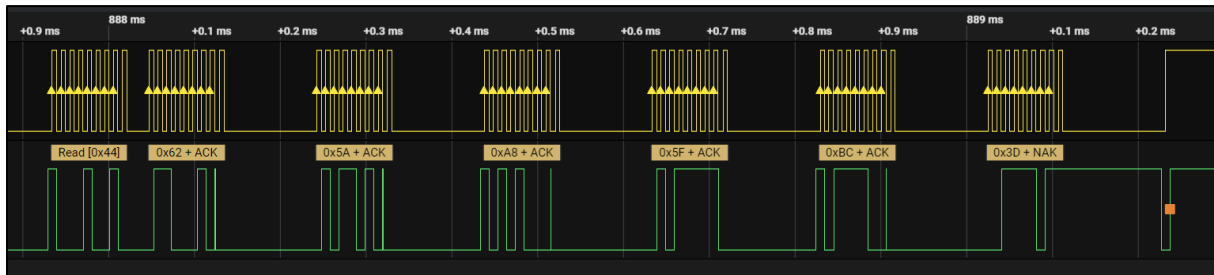 888 ms 889 ms
+0.9 ms +0.1 ms +0.2 ms +0.3 ms +0.4 ms +0.5 ms +0.6 ms +0.7 ms +0.8 ms +0.9 ms +0.1 ms +0.2 ms
Read [0x44] 0x62 + ACK 0x5A + ACK 0xA8 + ACK 0x5F + ACK 0xBC + ACK 0x3D + NAK